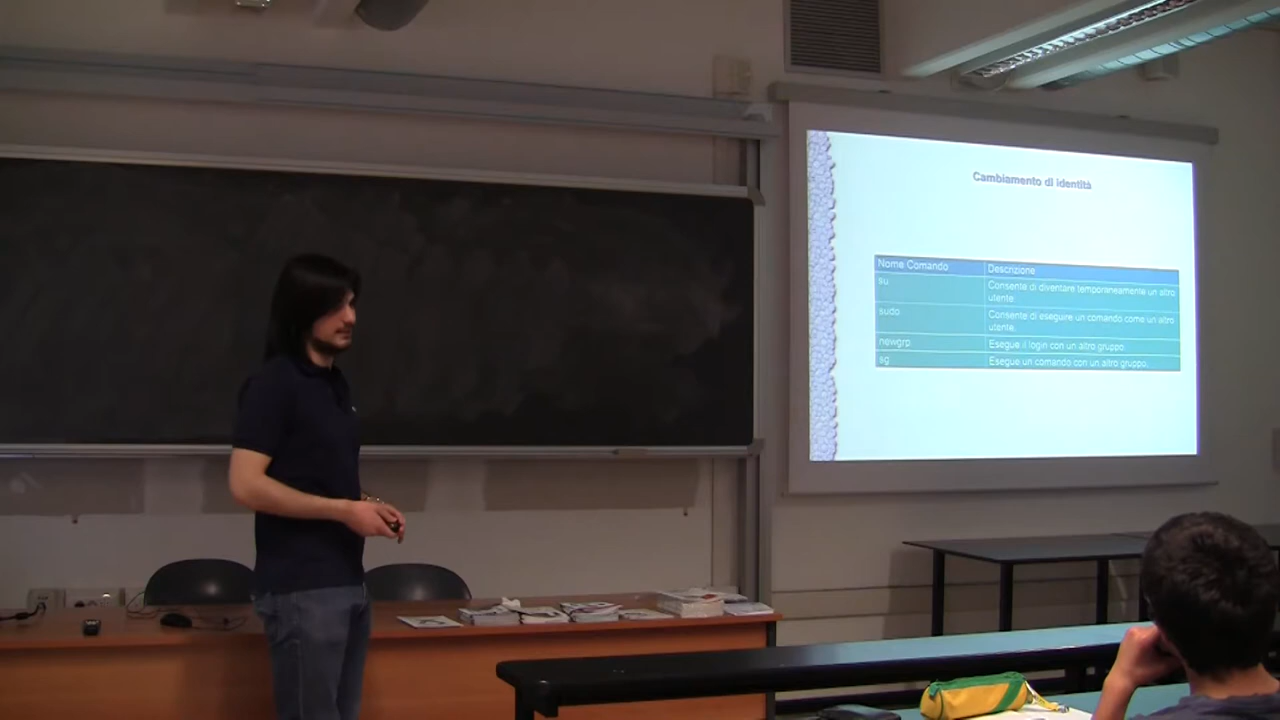 Cambiamento di identità
Nome Comando Descrizione
su Consente di diventare temporaneamente un altro
utente.
sudo Consente di eseguire un comando come un altro
utente.
newgrp Esegue il login con un altro gruppo
sg Esegue un comando con un altro gruppo.